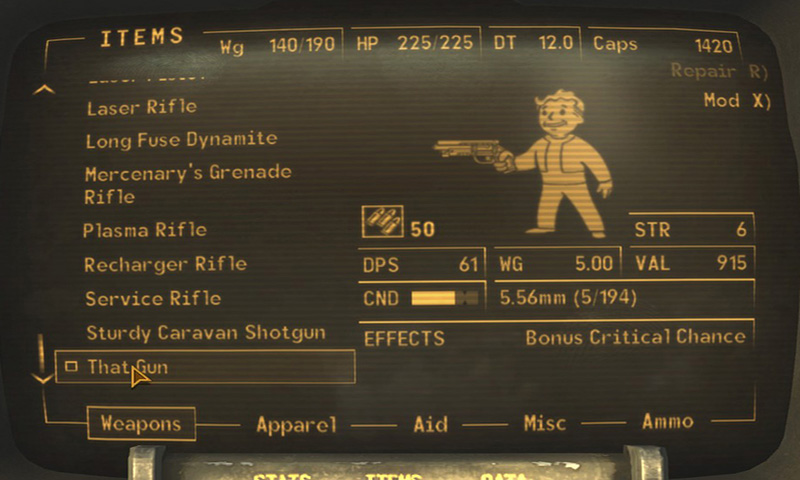 ITEMS
Wg 140/190 HP 225/225 DT 12.0 Caps 1420
Repair R)
Mod X)
Laser Rifle
Long Fuse Dynamite
Mercenary's Grenade
Rifle
Plasma Rifle
Recharger Rifle
Service Rifle
Sturdy Caravan Shotgun
That Gun
50
STR 6
DPS 61 WG 5.00 VAL 915
CND 5.56mm (5/194)
EFFECTS Bonus Critical Chance
Weapons Apparel Aid Misc Ammo
STATS ITEMS DATA